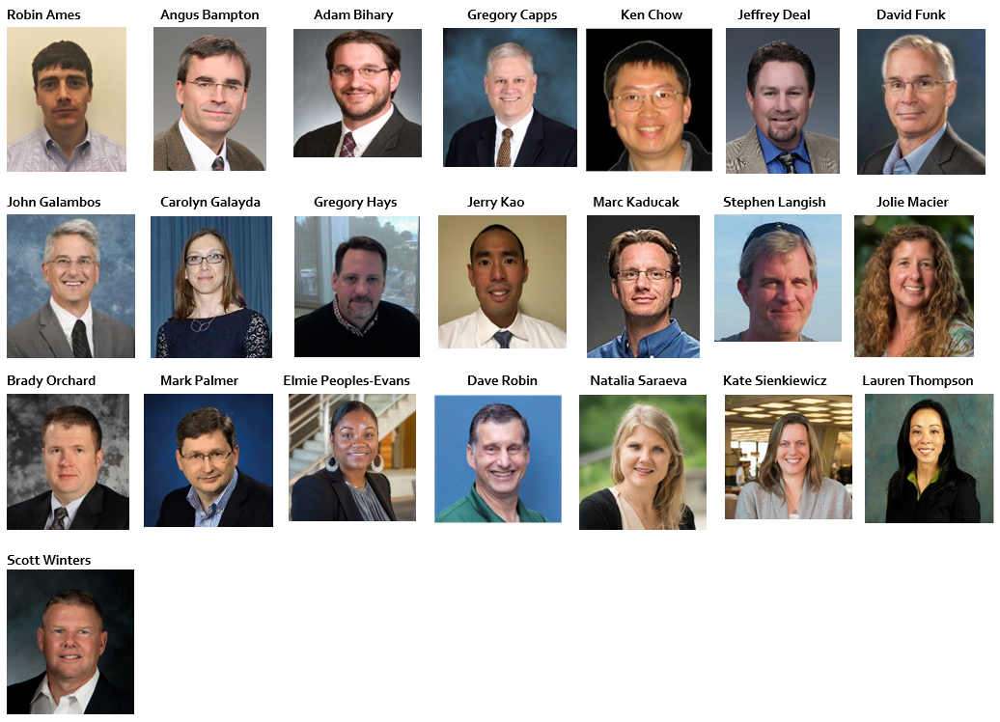 Robin Ames
Angus Bampton
Adam Bihary
Gregory Capps
Ken Chow
Jeffrey Deal
David Funk
John Galambos
Carolyn Galayda
Gregory Hays
Jerry Kao
Marc Kaducak
Stephen Langish
Jolie Macier
Brady Orchard
Mark Palmer
Elmie Peoples-Evans
Dave Robin
Natalia Saraeva
Kate Sienkiewicz
Lauren Thompson
Scott Winters